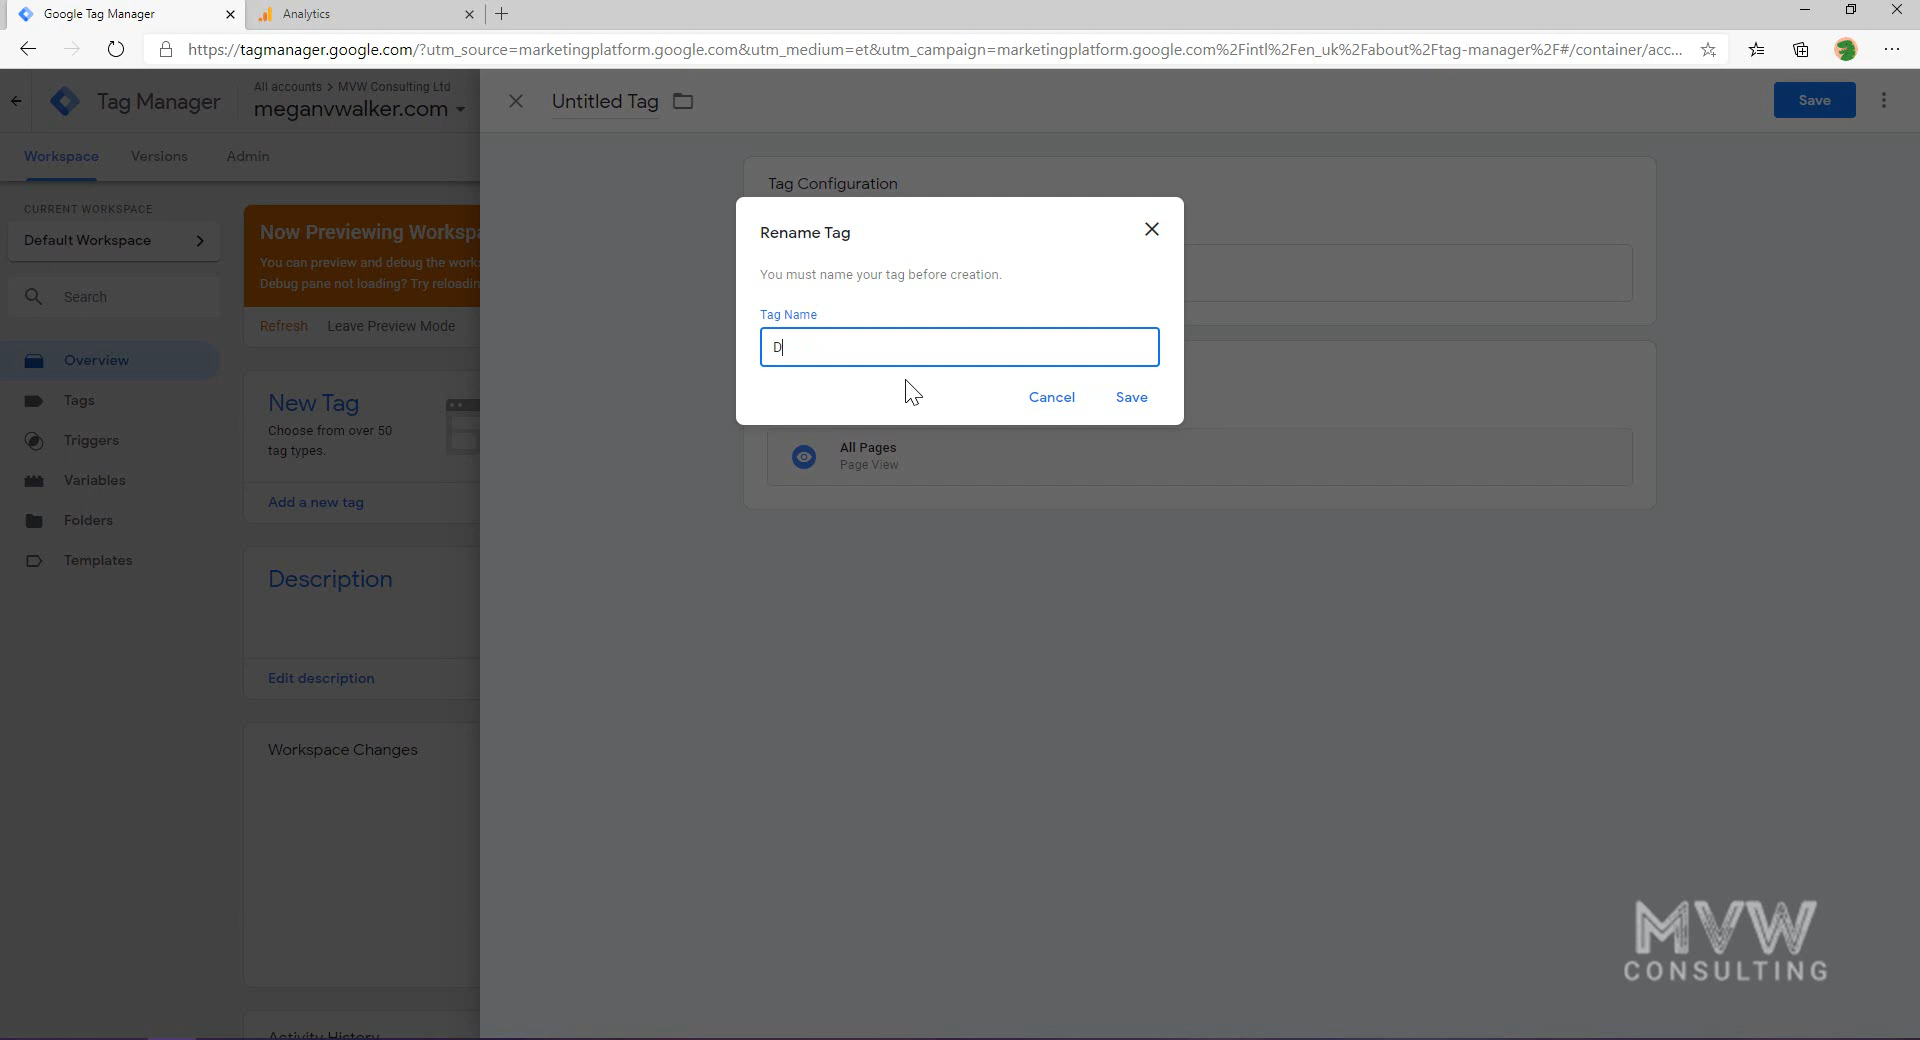 Google Tag Manager
Analytics
https://tagmanager.google.com/?utm_source=marketingplatform.google.com&utm_medium=et&utm_campaign=marketingplatform.google.com%2Fintl%2Fen_uk%2Fabout%2Ftag-manager%2F#/container/acc...
Tag Manager
All accounts > MVW Consulting Ltd
meganvwalker.com
Untitled Tag
Save
Workspace
Versions
Admin
CURRENT WORKSPACE
Default Workspace
Search
Overview
Tags
Triggers
Variables
Folders
Templates
Now Previewing Workspa
You can preview and debug the works
Debug pane not loading? Try reloadin
Refresh
Leave Preview Mode
New Tag
Choose from over 50
tag types.
Add a new tag
Description
Edit description
Workspace Changes
Activity History
Tag Configuration
Rename Tag
You must name your tag before creation.
Tag Name
D
Cancel
Save
All Pages
Page View
MVW
CONSULTING